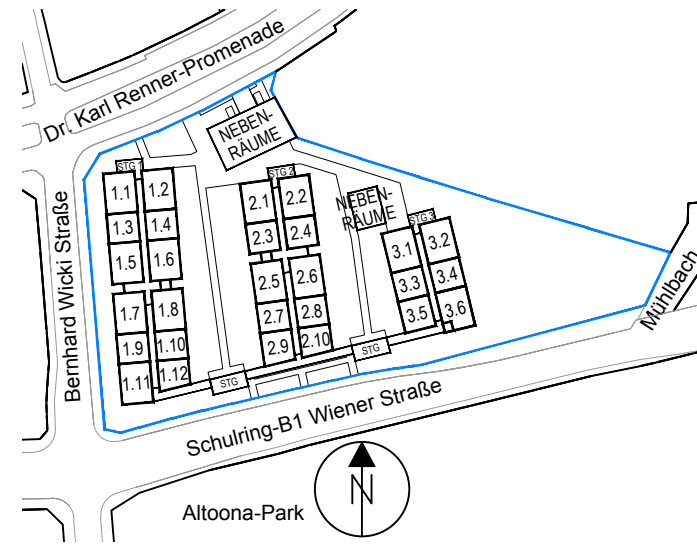 Dr. Karl Renner-Promenade
NEBEN-
RÄUME
STG 1
STG 2
1.1
1.2
2.1
2.2
NEBEN-
RÄUME
STG 3
1.3
1.4
2.3
2.4
3.1
3.2
1.5
1.6
2.5
2.6
3.3
3.4
Bernhard Wicki Straße
1.7
1.8
2.7
2.8
3.5
3.6
Mühlbach
1.9
1.10
2.9
2.10
STG
1.11
1.12
STG
Schulring-B1 Wiener Straße
N
Altoona-Park